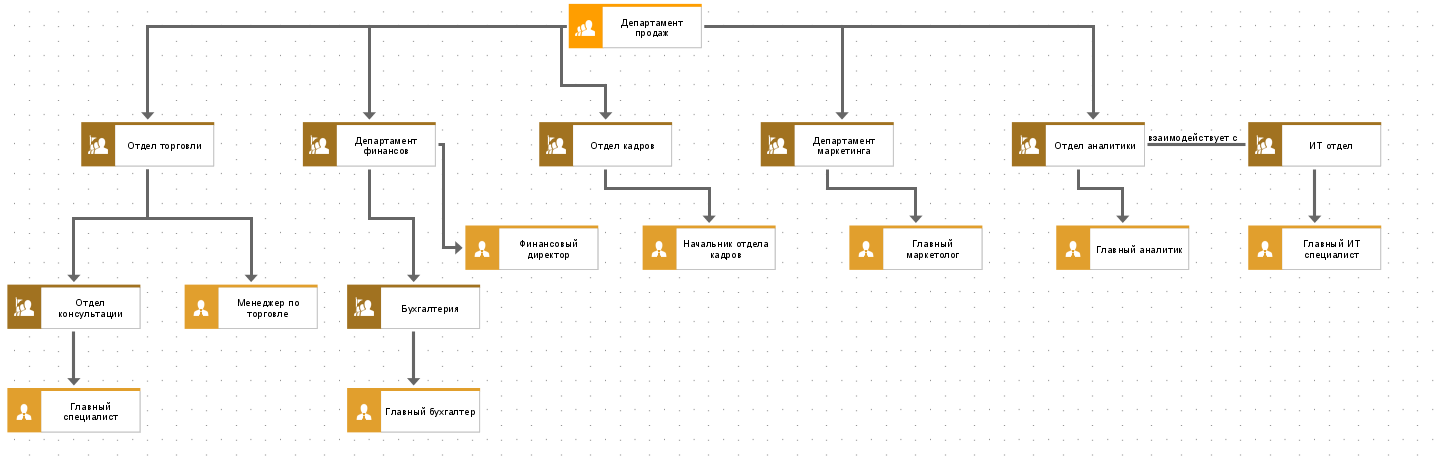 Департамент
продаж
Отдел торговли
Департамент
финансов
Отдел кадров
Департамент
маркетинга
Отдел аналитики
взаимодействует с
ИТ отдел
Финансовый
директор
Начальник отдела
кадров
Главный
маркетолог
Главный аналитик
Главный ИТ
специалист
Отдел
консультации
Менеджер по
торговле
Бухгалтерия
Главный
специалист
Главный бухгалтер